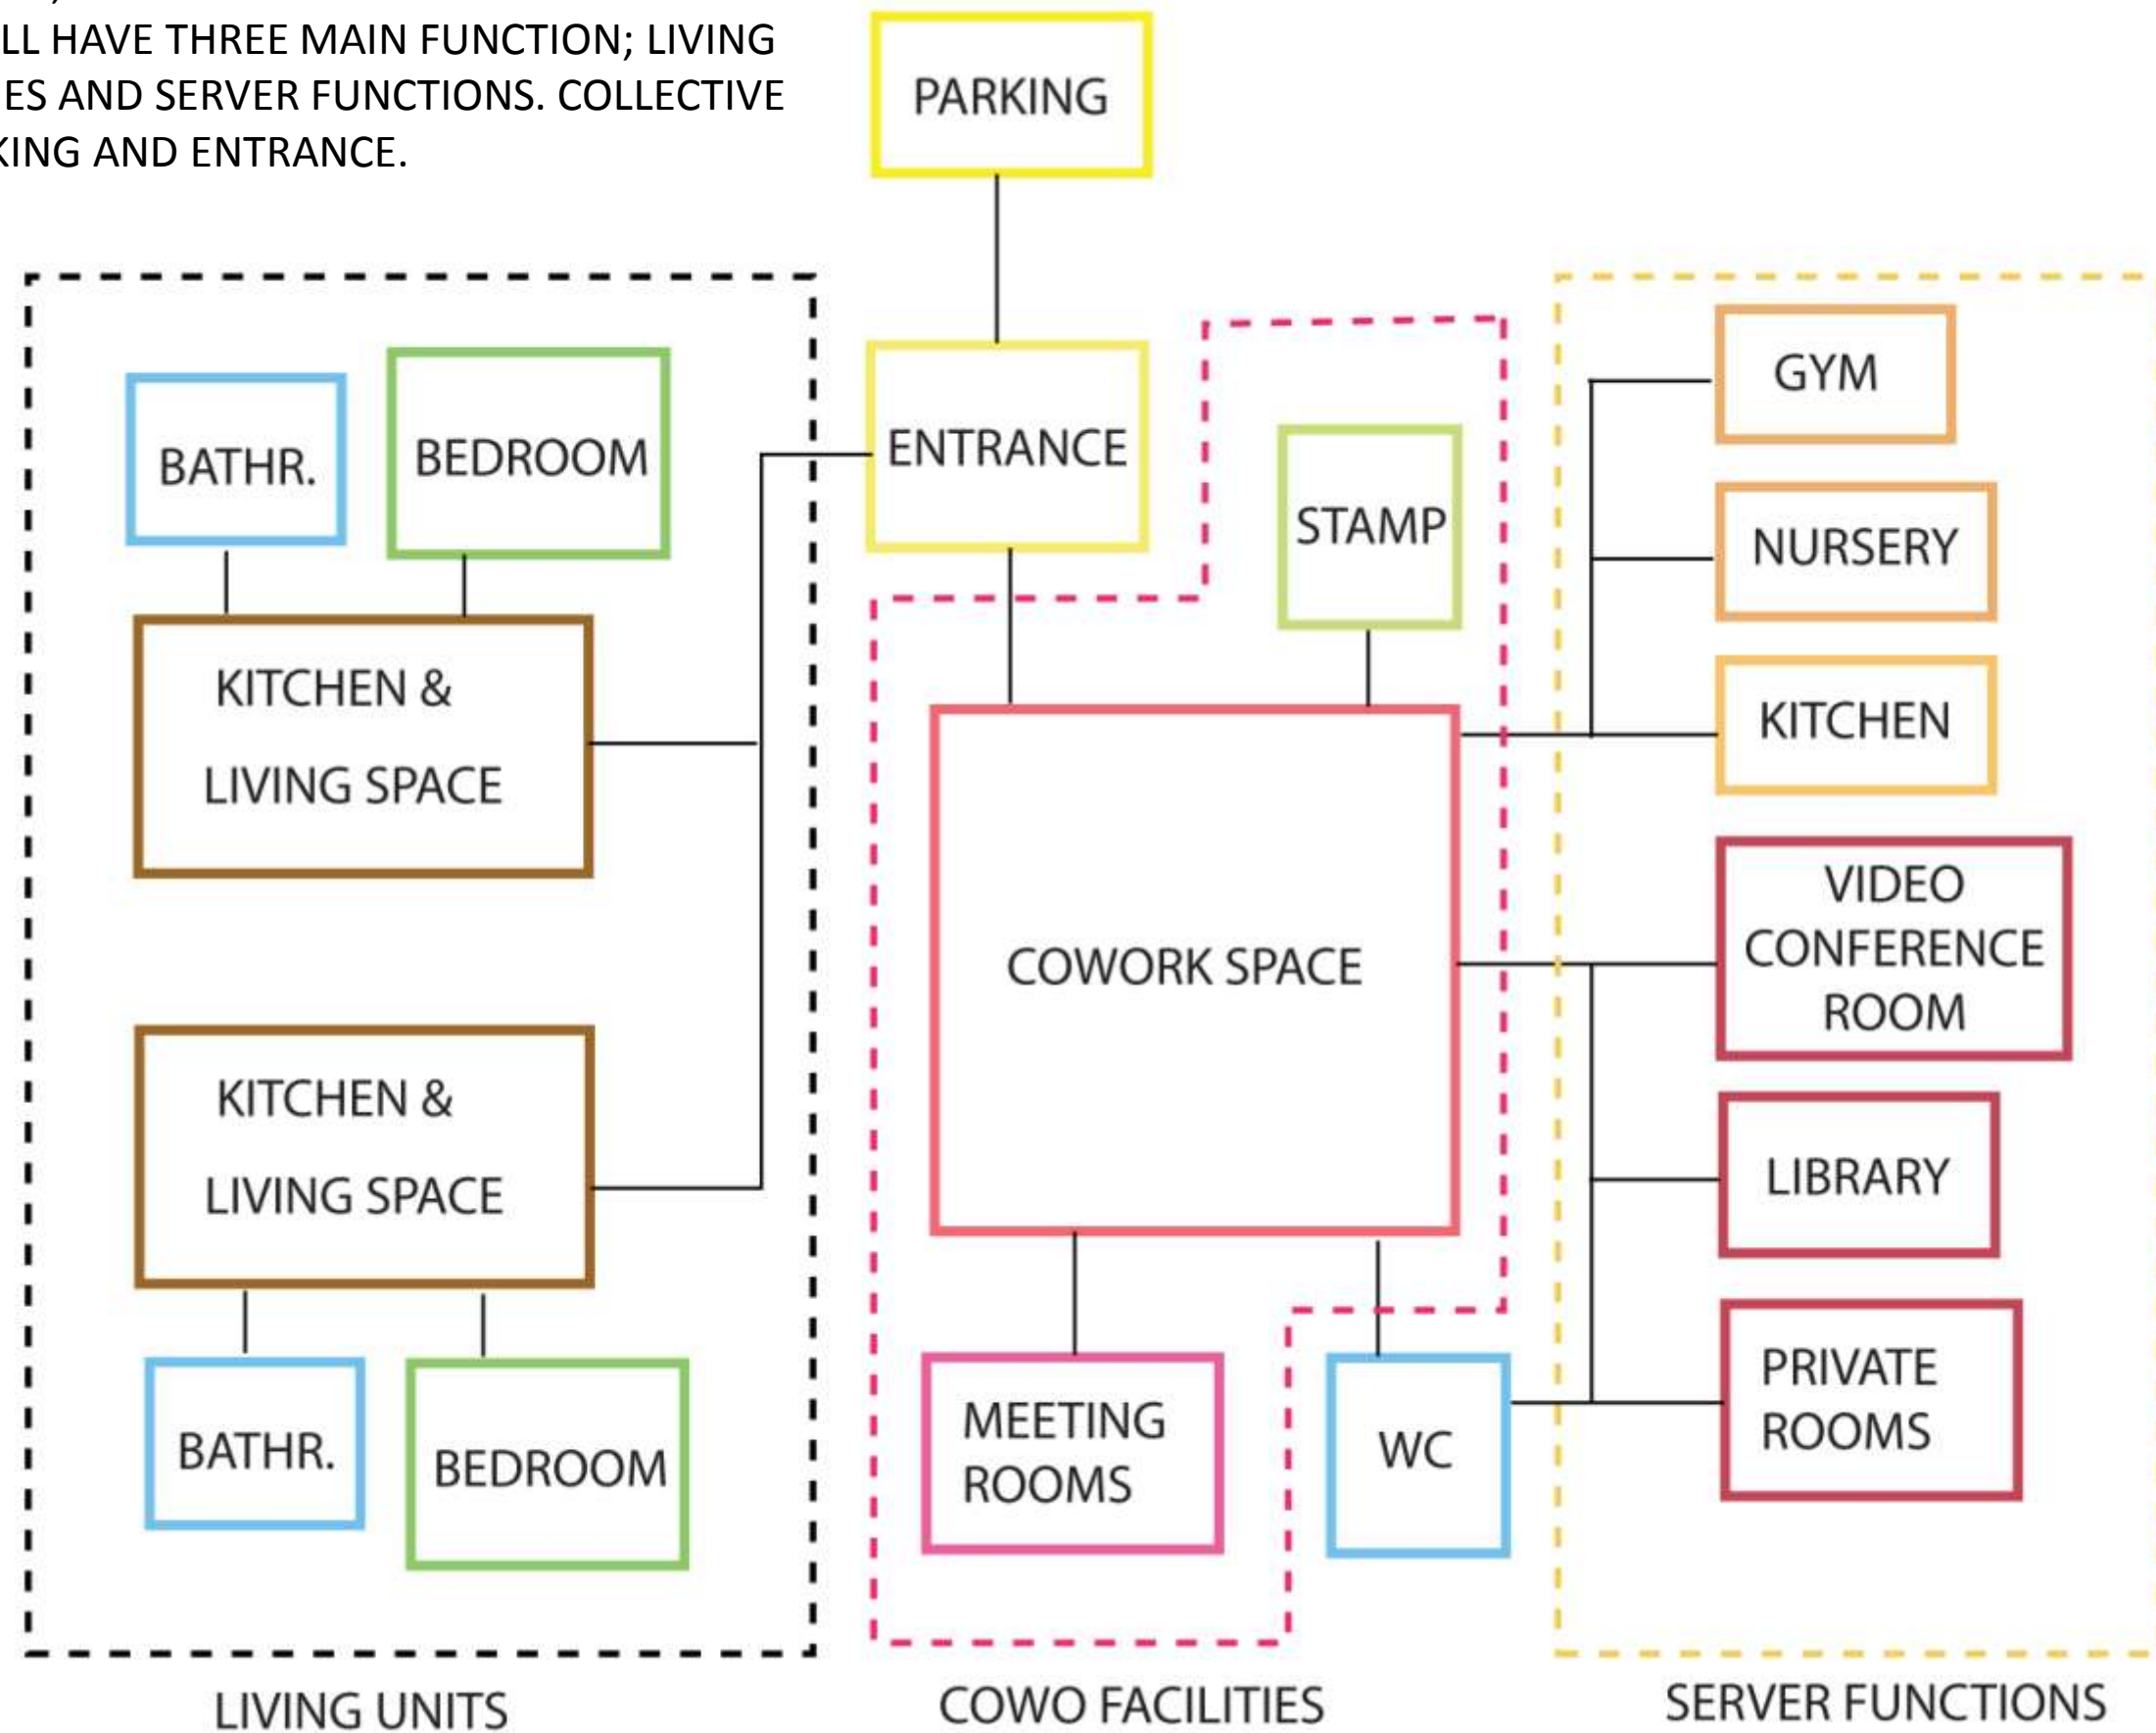 LL HAVE THREE MAIN FUNCTION; LIVING
ES AND SERVER FUNCTIONS. COLLECTIVE
KING AND ENTRANCE.
PARKING
ENTRANCE
BATHR.
BEDROOM
KITCHEN &
LIVING SPACE
KITCHEN &
LIVING SPACE
BATHR.
BEDROOM
LIVING UNITS
STAMP
COWORK SPACE
MEETING
ROOMS
WC
COWO FACILITIES
GYM
NURSERY
KITCHEN
VIDEO
CONFERENCE
ROOM
LIBRARY
PRIVATE
ROOMS
SERVER FUNCTIONS